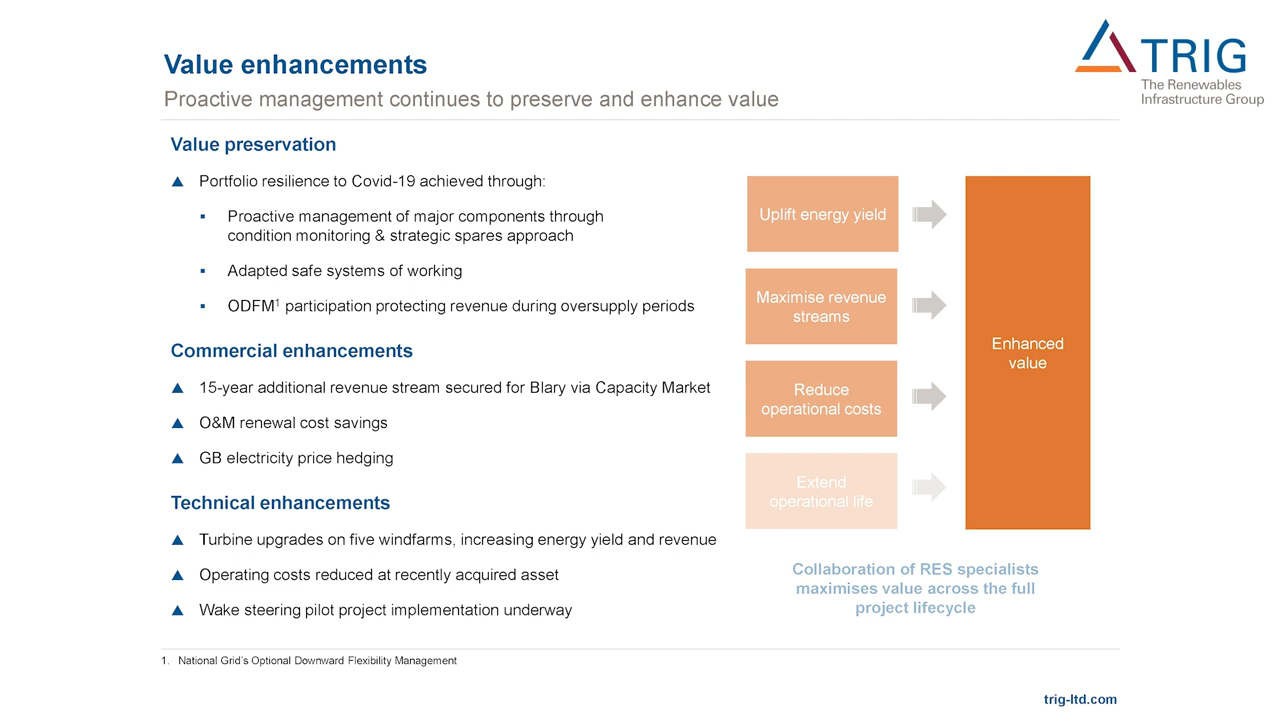 Value enhancements
Proactive management continues to preserve and enhance value
TRIG
The Renewables
Infrastructure Group
Value preservation
Portfolio resilience to Covid-19 achieved through:
Proactive management of major components through
condition monitoring & strategic spares approach
Adapted safe systems of working
ODFM¹ participation protecting revenue during oversupply periods
Commercial enhancements
15-year additional revenue stream secured for Blary via Capacity Market
O&M renewal cost savings
GB electricity price hedging
Technical enhancements
Turbine upgrades on five windfarms, increasing energy yield and revenue
Operating costs reduced at recently acquired asset
Wake steering pilot project implementation underway
Uplift energy yield
Maximise revenue
streams
Reduce
operational costs
Extend
operational life
Enhanced
value
Collaboration of RES specialists
maximises value across the full
project lifecycle
1. National Grid's Optional Downward Flexibility Management
trig-ltd.com